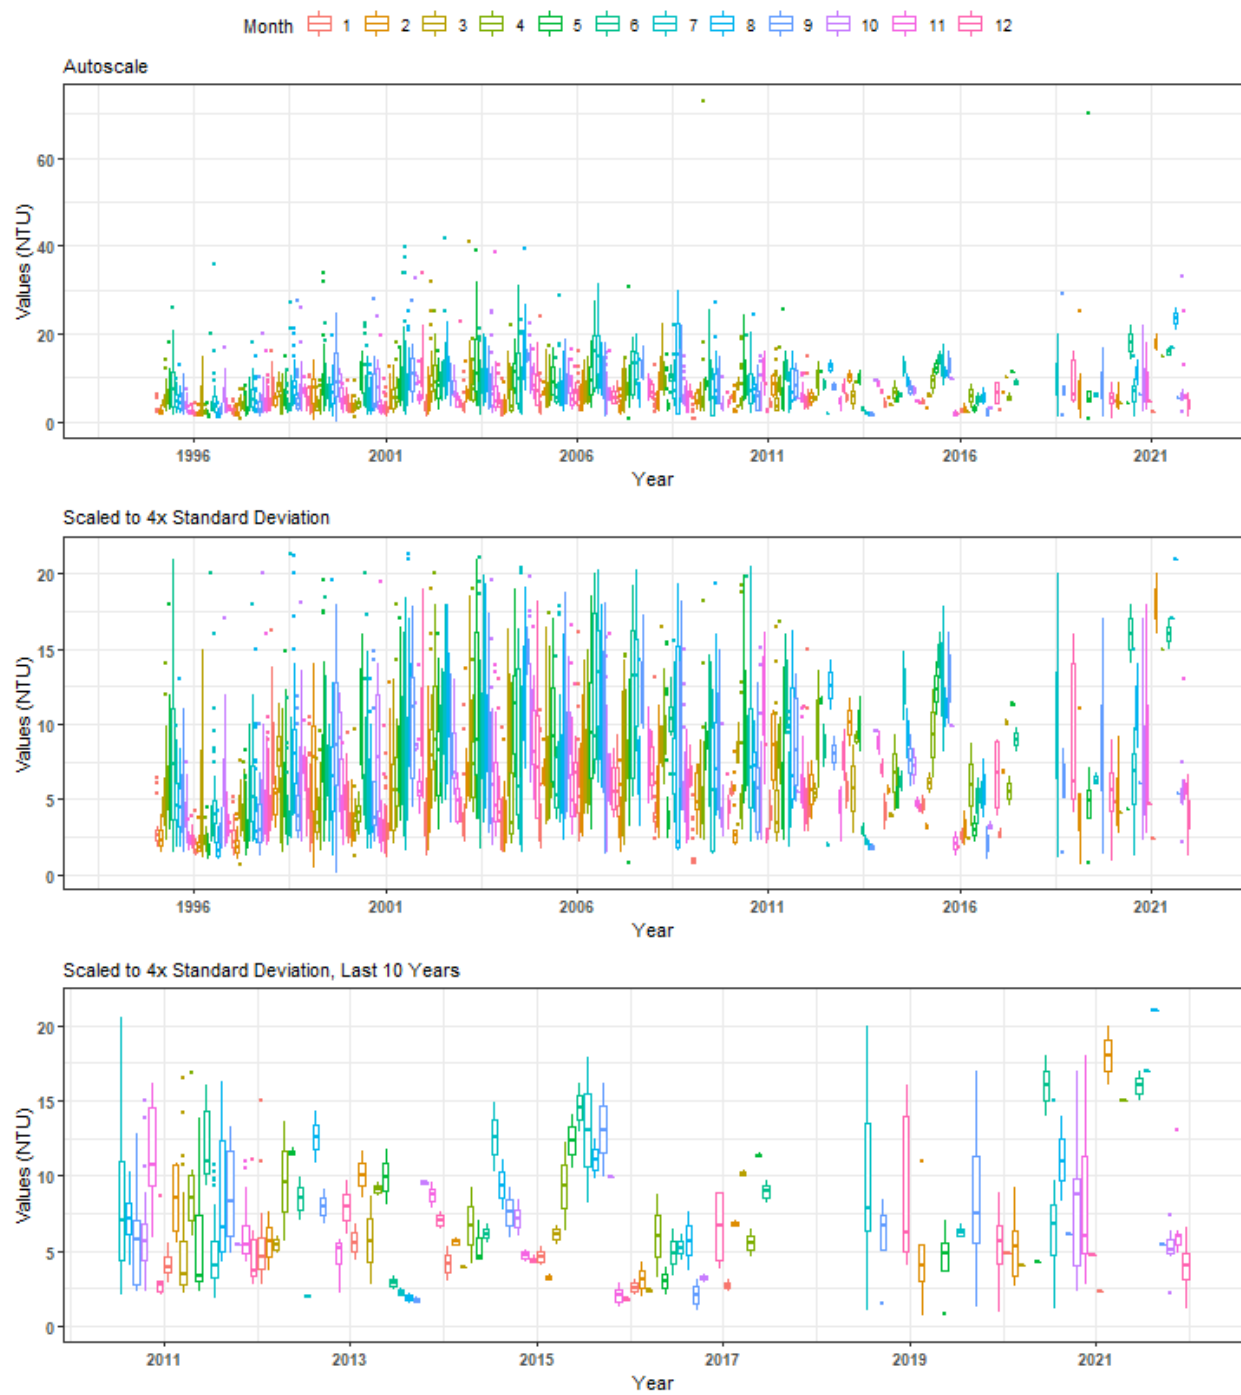 Month 1 2 3 4 5 6 7 8 9 10 11 12
Autoscale
Values (NTU)
60
40
20
0
1996 2001 2006 2011 2016 2021
Year
Scaled to 4x Standard Deviation
Values (NTU)
20
15
10
5
0
1996 2001 2006 2011 2016 2021
Year
Scaled to 4x Standard Deviation, Last 10 Years
Values (NTU)
20
15
10
5
0
2011 2013 2015 2017 2019 2021
Year